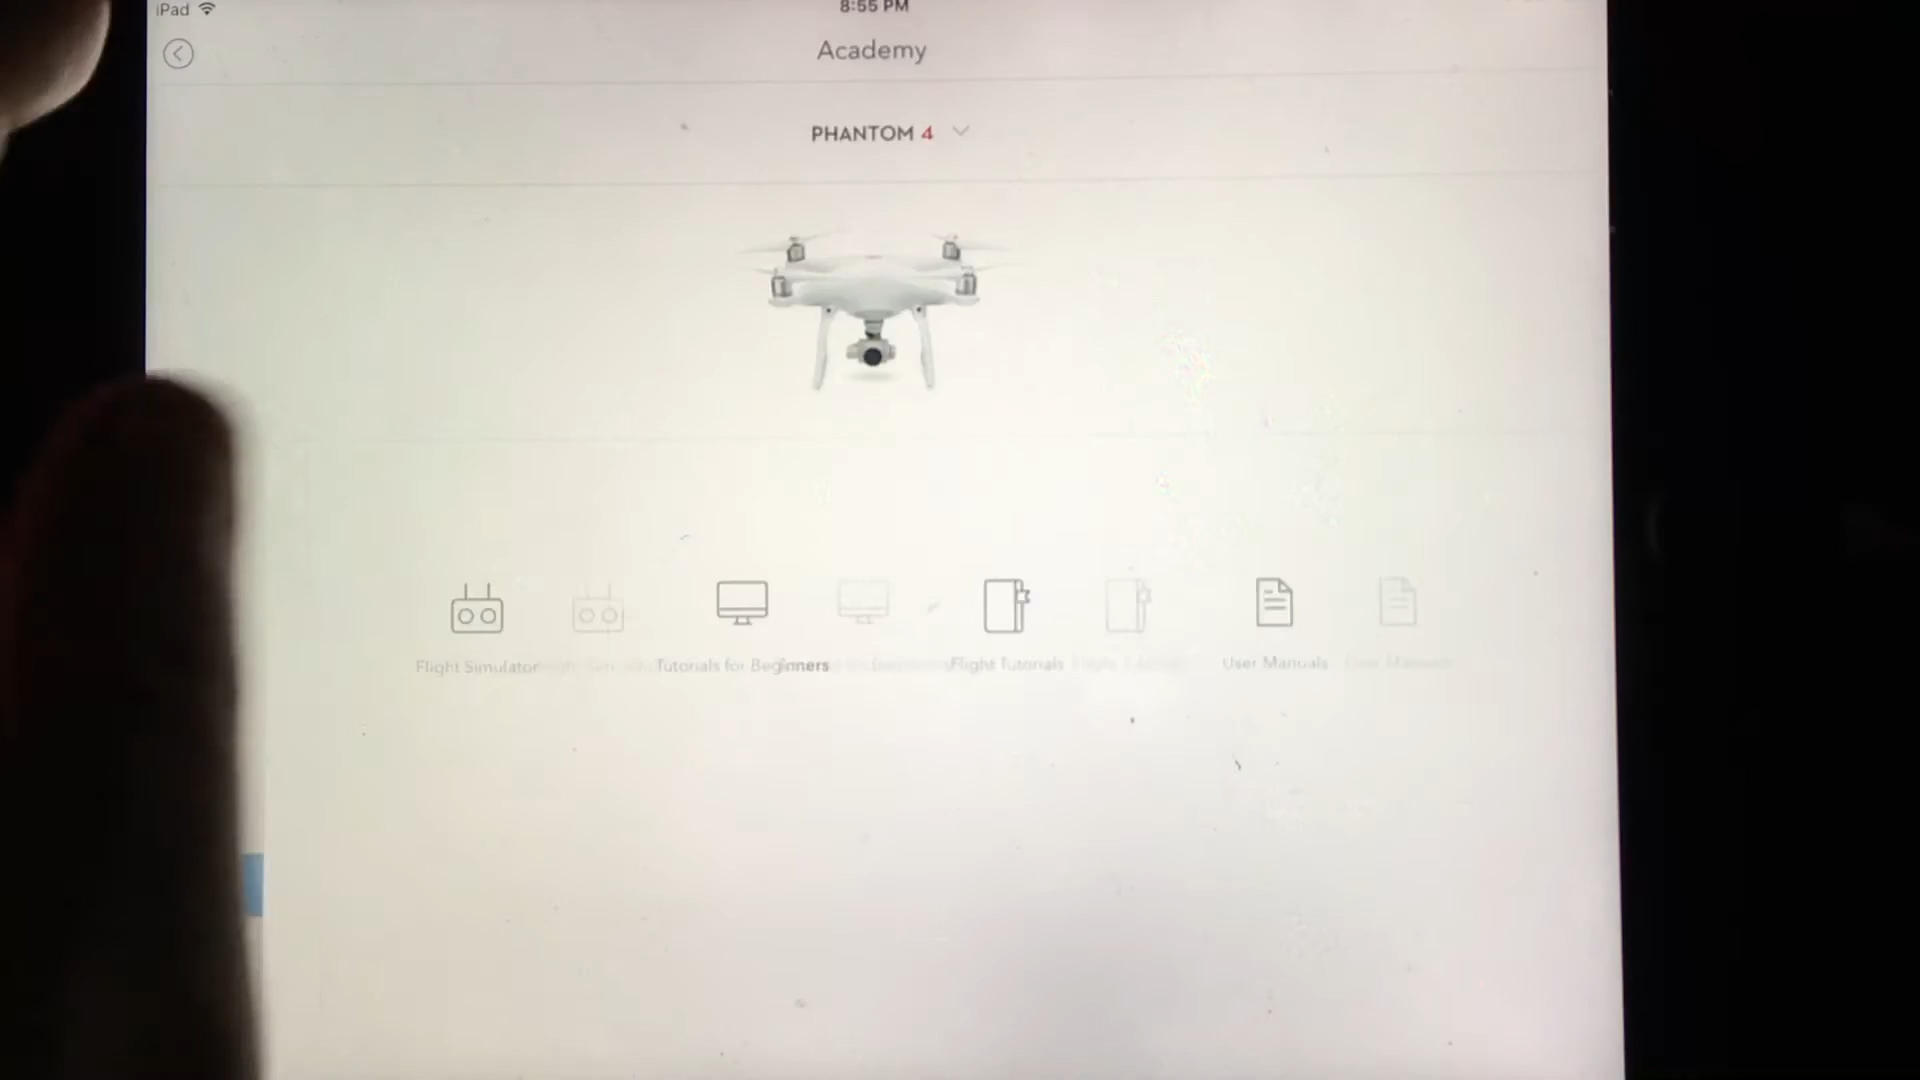 iPad
8:55 PM
Academy
PHANTOM 4
Flight Simulator
Tutorials for Beginners
Flight Tutorials
User Manuals